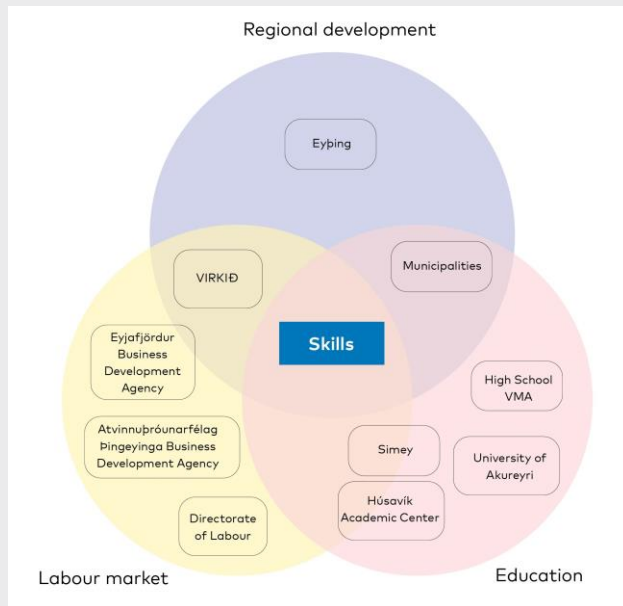 Regional development
Eyþing
VIRKIÐ
Municipalities
Skills
Eyjafjördur
Business
Development
Agency
High School
VMA
Atvinnuþróunarfélag
Þingeyinga Business
Development Agency
Simey
University of
Akureyri
Húsavík
Academic Center
Directorate
of Labour
Labour market
Education